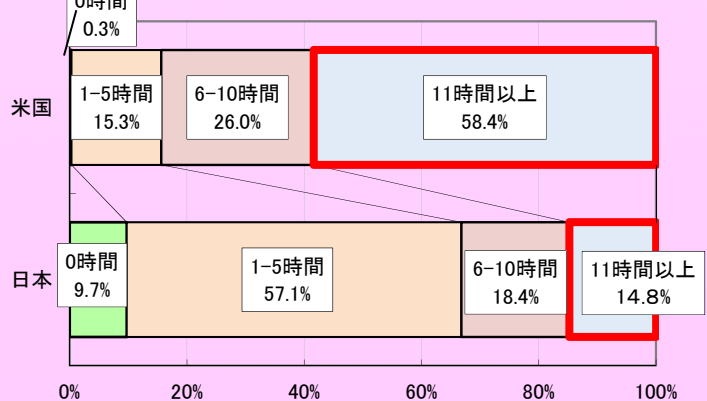 0時間
0.3%
米国
1-5時間
15.3%
6-10時間
26.0%
11時間以上
58.4%
日本
0時間
9.7%
1-5時間
57.1%
6-10時間
18.4%
11時間以上
14.8%
0%
20%
40%
60%
80%
100%